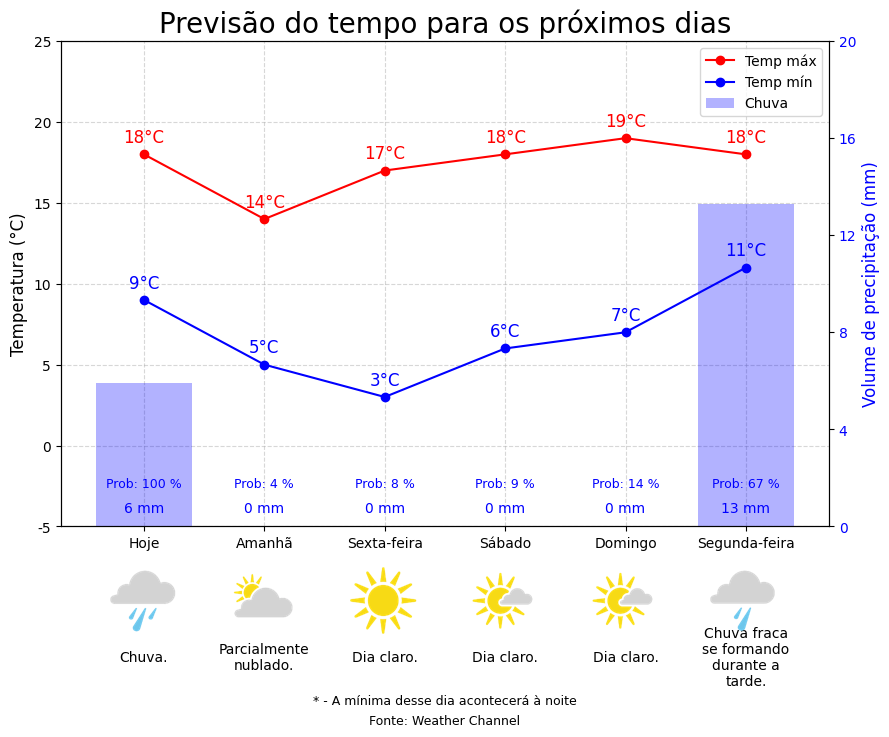 Previsão do tempo para os próximos dias
Temp máx
Temp mín
Chuva
Temperatura (°C)
Volume de precipitação (mm)
25
20
15
10
5
0
-5
20
16
12
8
4
0
18°C
14°C
17°C
18°C
19°C
18°C
9°C
5°C
3°C
6°C
7°C
11°C
Prob: 100 %
Prob: 4 %
Prob: 8 %
Prob: 9 %
Prob: 14 %
Prob: 67 %
6 mm
0 mm
0 mm
0 mm
0 mm
13 mm
Hoje
Amanhã
Sexta-feira
Sábado
Domingo
Segunda-feira
Chuva.
Parcialmente
nublado.
Dia claro.
Dia claro.
Dia claro.
Chuva fraca
se formando
durante a
tarde.
* - A mínima desse dia acontecerá à noite
Fonte: Weather Channel